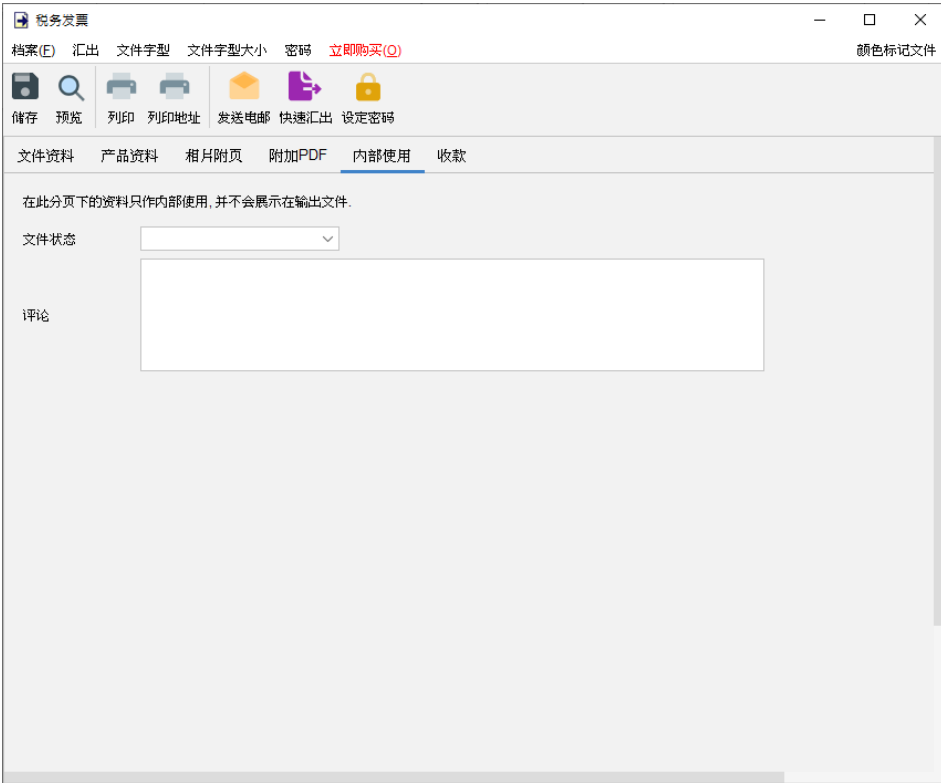 税务发票
档案(F) 汇出 文件字型 文件字型大小 密码 立即购买(O) 颜色标记文件
储存 预览 列印 列印地址 发送电邮 快速汇出 设定密码
文件资料 产品资料 相片附页 附加PDF 内部使用 收款
在此分页下的资料只作内部使用, 并不会展示在输出文件.
文件状态
评论